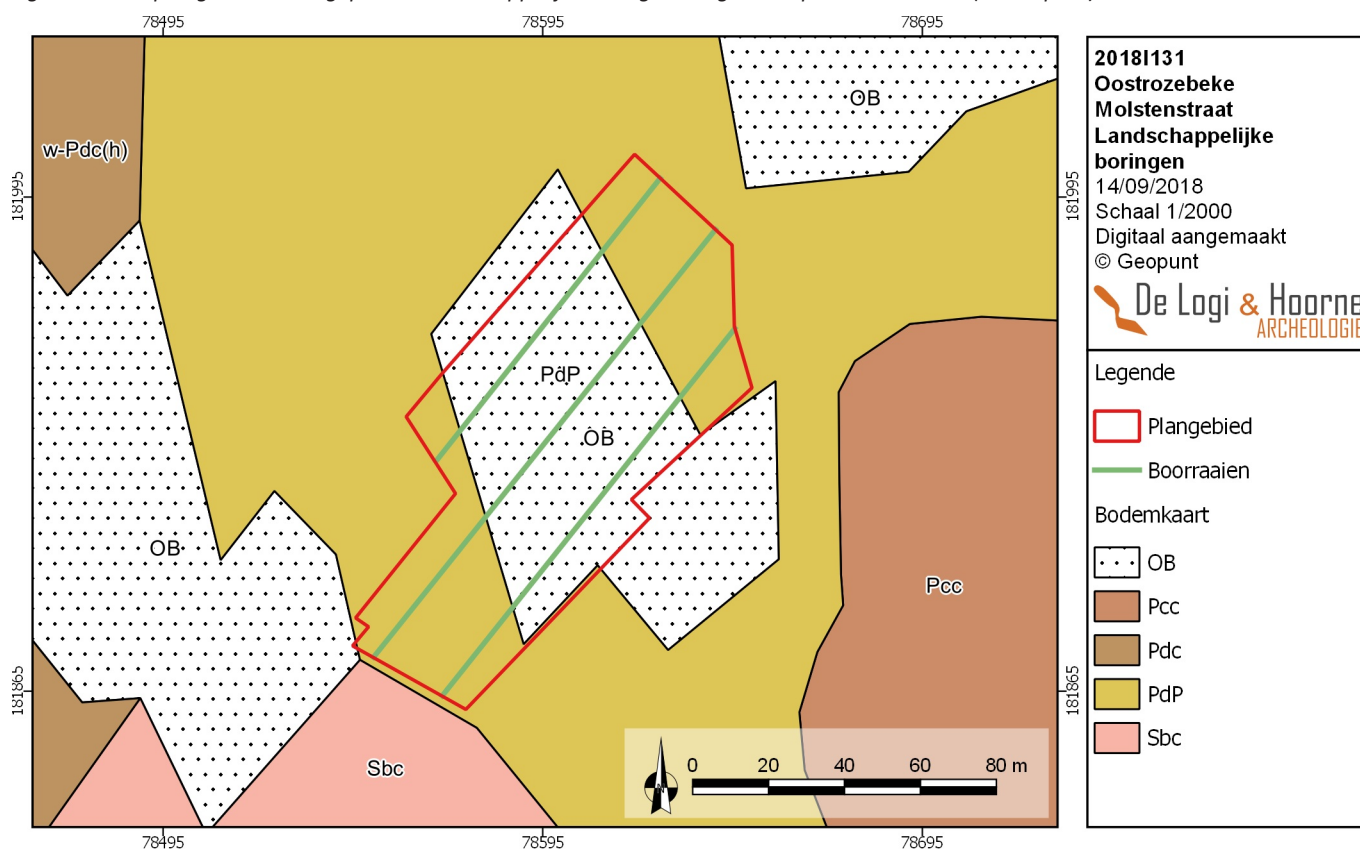 78495 78595 78695
181995 181995
181865 181865
w-Pdc(h)
OB
PdP
OB
OB
Pcc
Sbc
0 20 40 60 80 m
N
78495 78595 78695
2018I131
Oostrozebeke
Molstenstraat
Landschappelijke
boringen
14/09/2018
Schaal 1/2000
Digitaal aangemaakt
© Geopunt
De Logi & Hoorne
ARCHEOLOGIE
Legende
Plangebied
Boorraaien
Bodemkaart
OB
Pcc
Pdc
PdP
Sbc